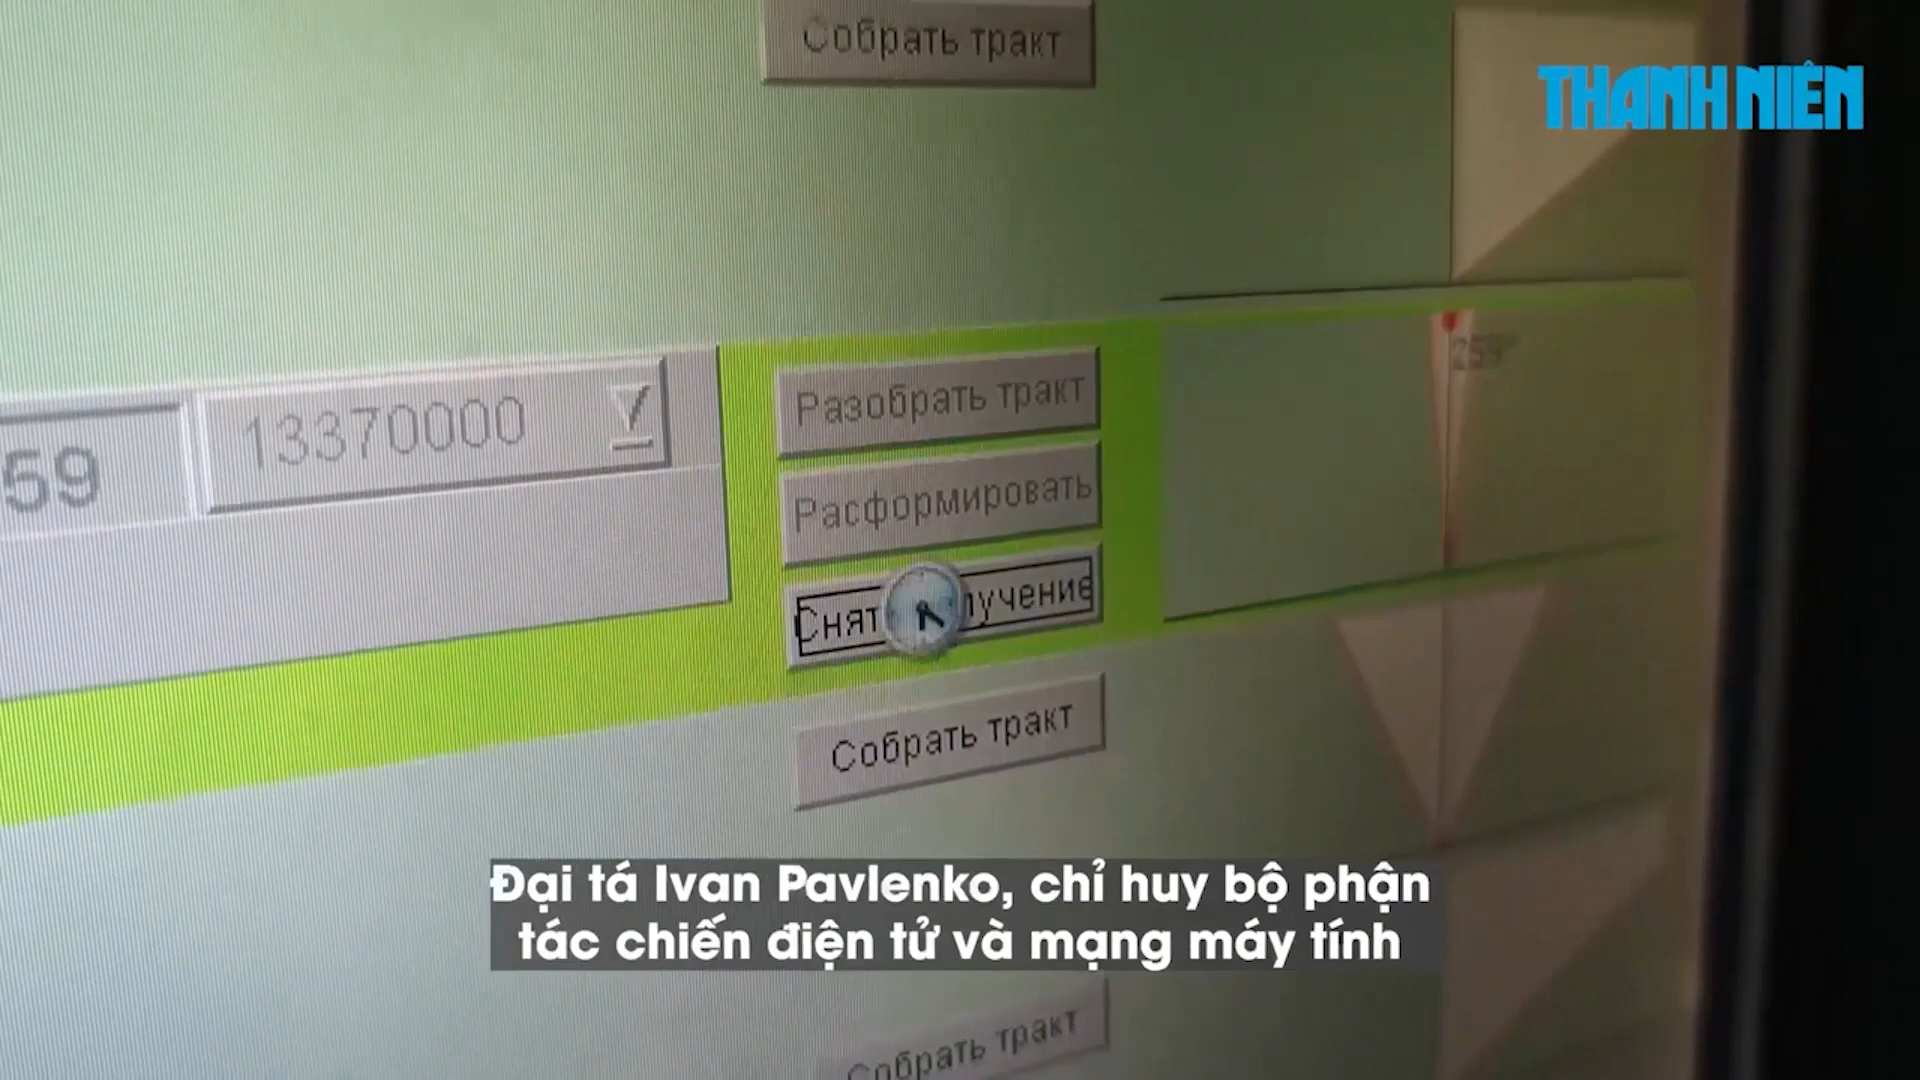 Собрать тракт
THANH NIÊN
259
13370000
59
Разобрать тракт
Расформировать
Собрать тракт
Đại tá Ivan Pavlenko, chỉ huy bộ phận
tác chiến điện tử và mạng máy tính
Собрать тракт